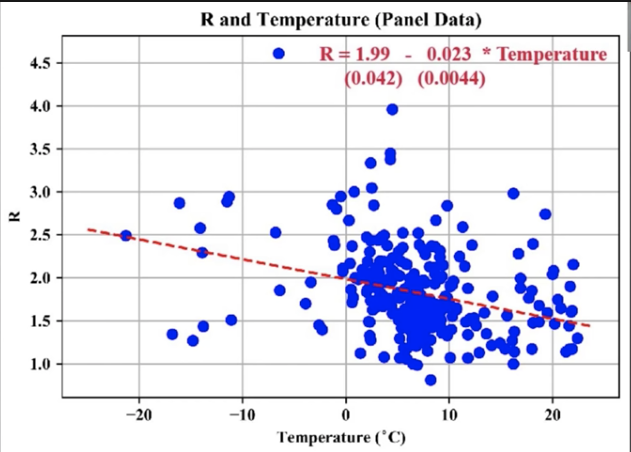 R and Temperature (Panel Data)
R = 1.99 - 0.023 * Temperature
(0.042) (0.0044)
4.5
4.0
3.5
3.0
2.5
2.0
1.5
1.0
R
−20 −10 0 10 20
Temperature (°C)